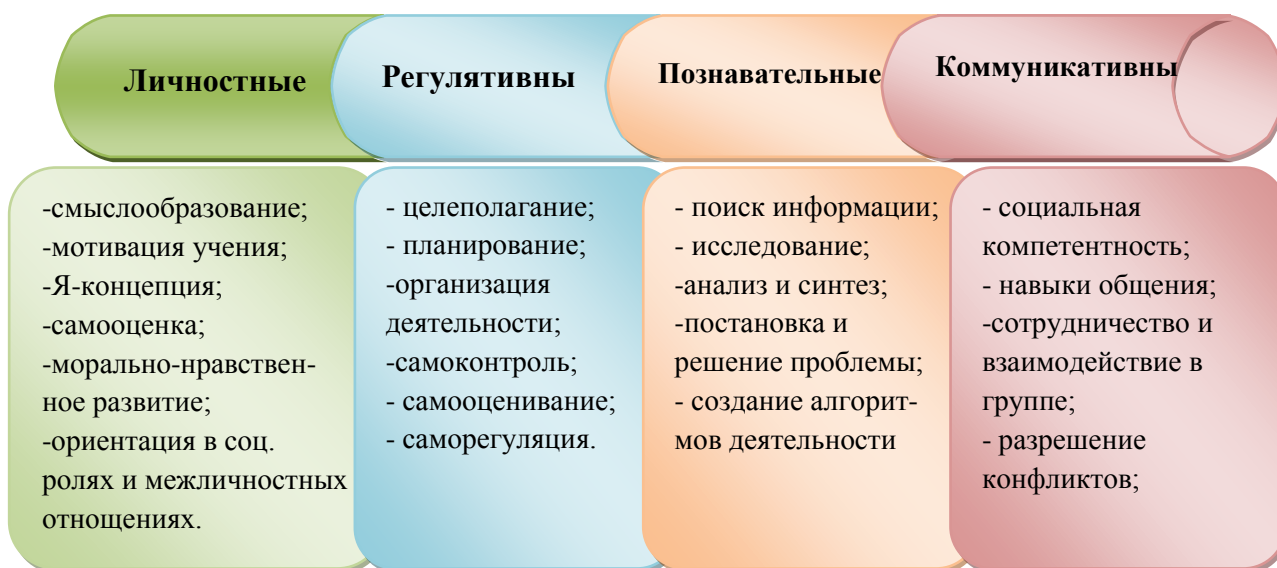 Личностные
Регулятивны
Познавательные
Коммуникативны
-смыслообразование;
-мотивация учения;
-Я-концепция;
-самооценка;
-морально-нравствен-
ное развитие;
-ориентация в соц.
ролях и межличностных
отнощениях.
- целеполагание;
- планирование;
-организация
деятельности;
-самоконтроль;
- самооценивание;
- саморегуляция.
- поиск информации;
- исследование;
-анализ и синтез;
-постановка и
решение проблемы;
- создание алгорит-
мов деятельности
- социальная
компетентность;
- навыки общения;
-сотрудничество и
взаимодействие в
группе;
- разрешение
конфликтов;